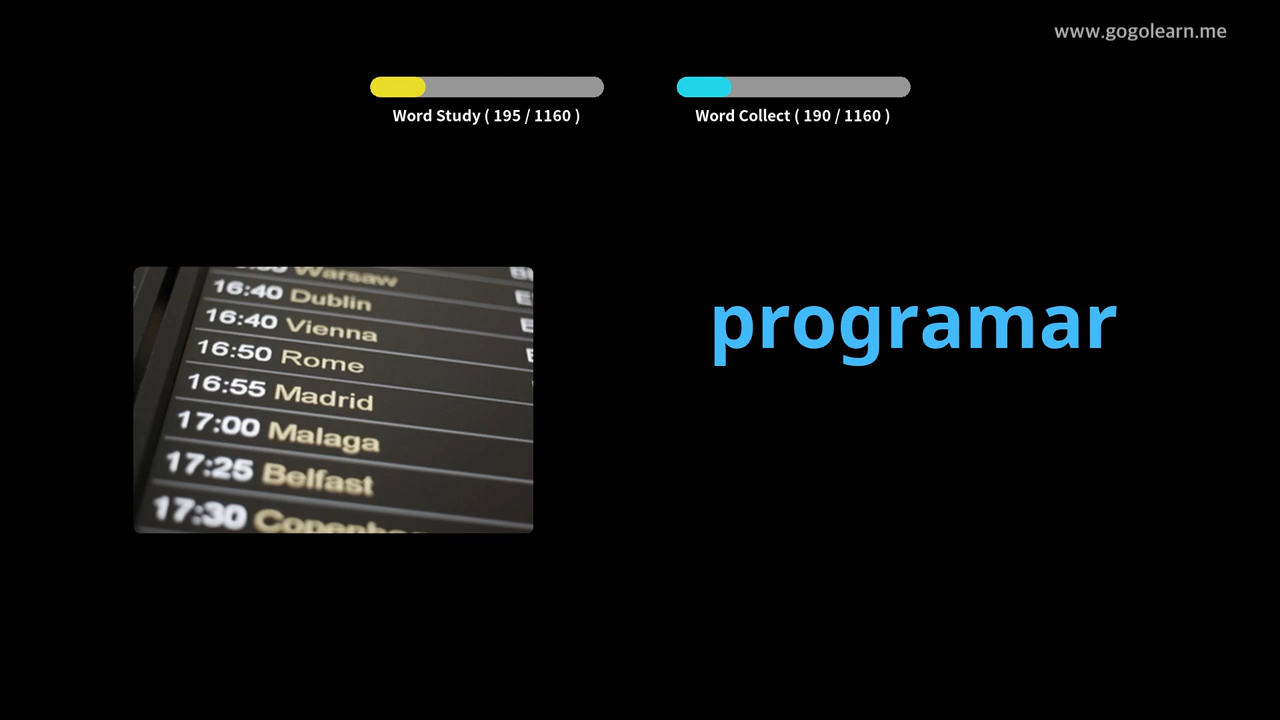 www.gogolearn.me
Word Study ( 195 / 1160 )
Word Collect ( 190 / 1160 )
Warsaw
16:40 Dublin
16:40 Vienna
16:50 Rome
16:55 Madrid
17:00 Malaga
17:25 Belfast
17:30
programar